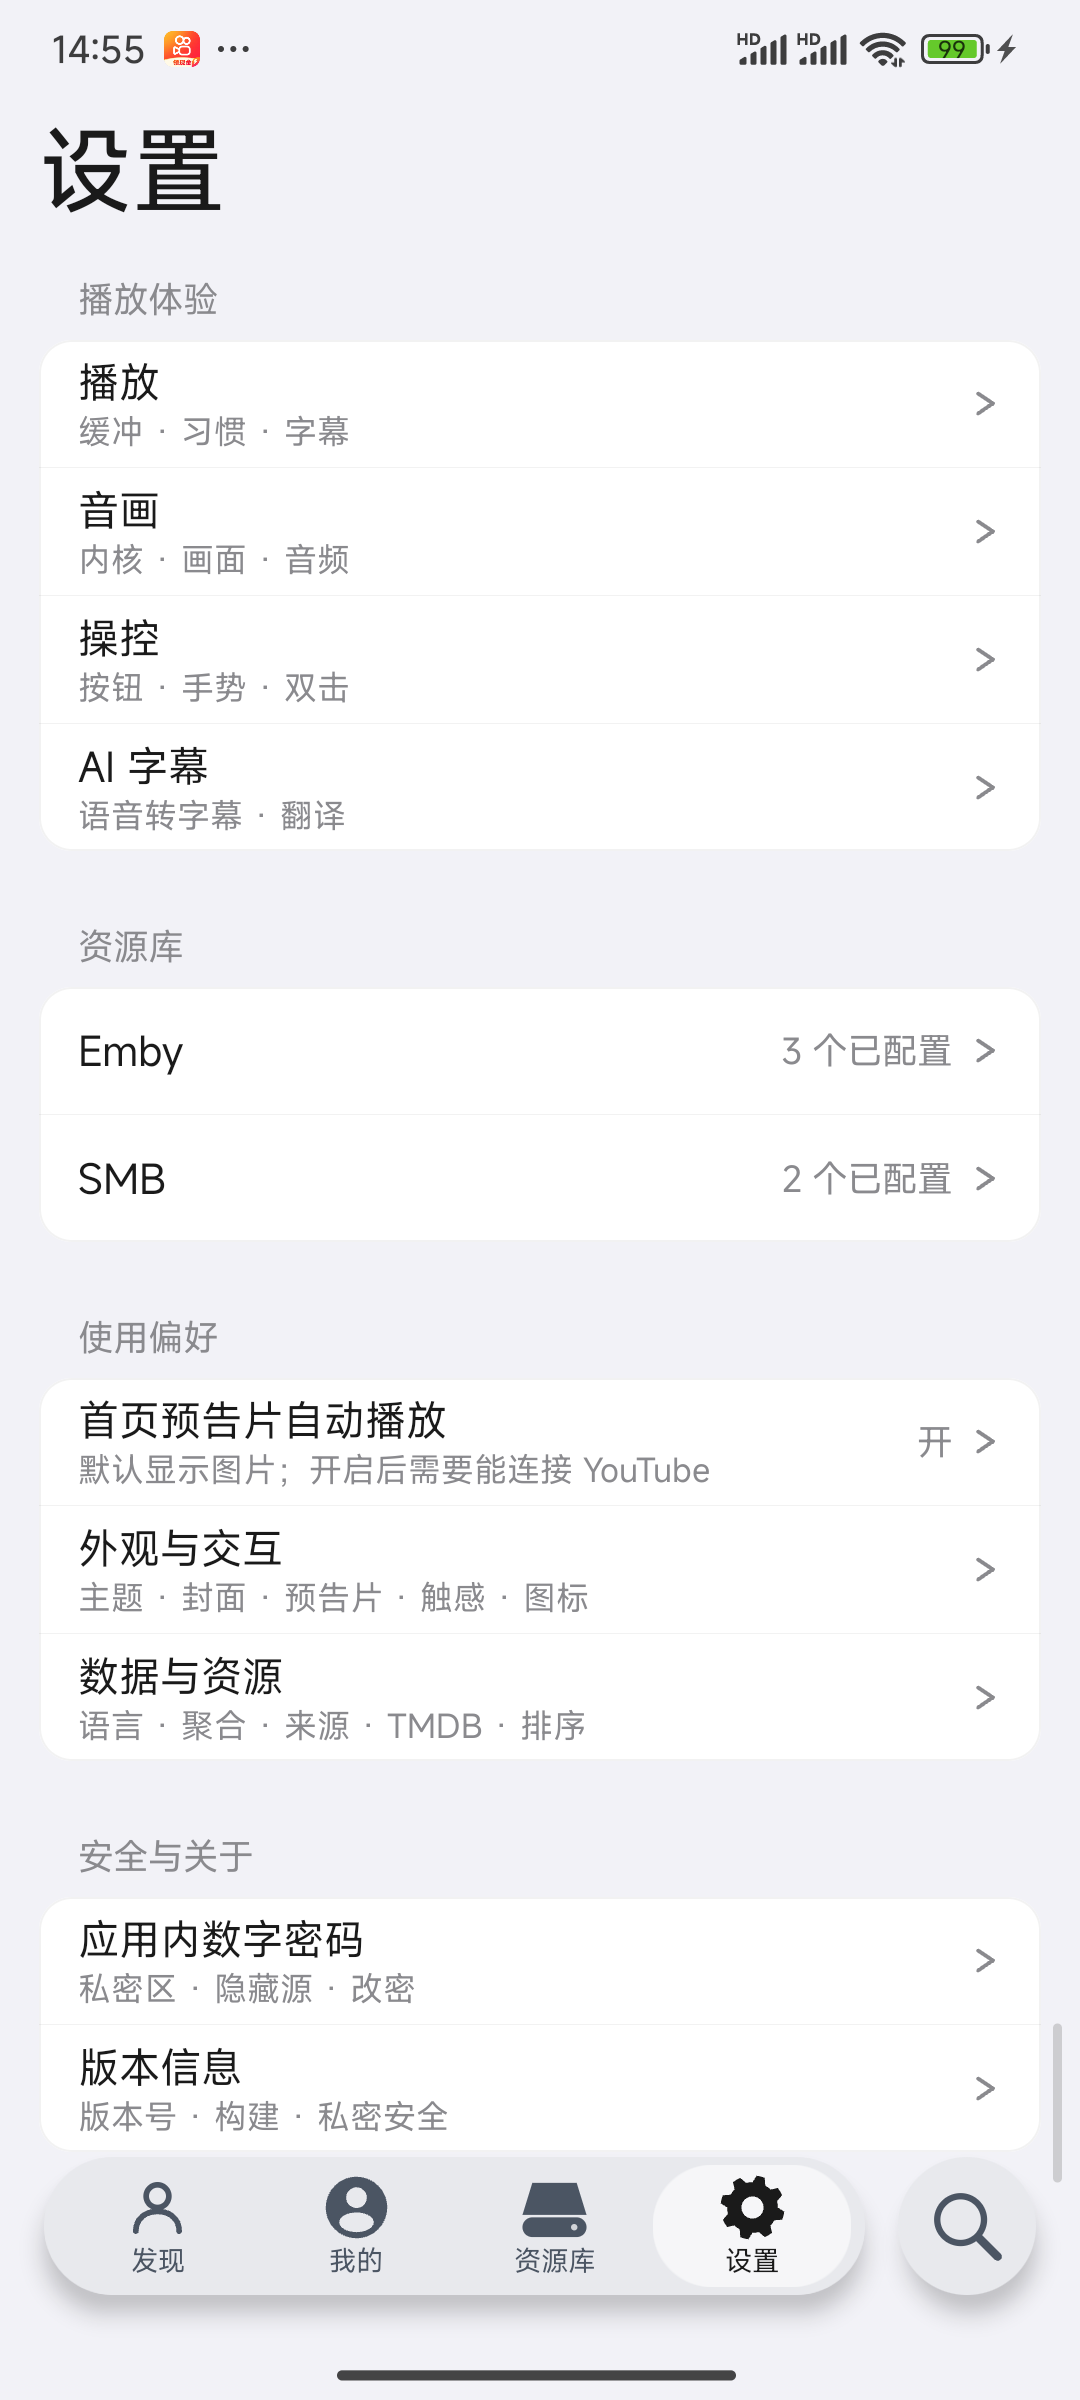 14:55
HD HD 99
设置
播放体验
播放
缓冲 · 习惯 · 字幕
音画
内核 · 画面 · 音频
操控
按钮 · 手势 · 双击
AI 字幕
语音转字幕 · 翻译
资源库
Emby
3 个已配置
SMB
2 个已配置
使用偏好
首页预告片自动播放
默认显示图片；开启后需要能连接 YouTube
开
外观与交互
主题 · 封面 · 预告片 · 触感 · 图标
数据与资源
语言 · 聚合 · 来源 · TMDB · 排序
安全与关于
应用内数字密码
私密区 · 隐藏源 · 改密
版本信息
版本号 · 构建 · 私密安全
发现
我的
资源库
设置